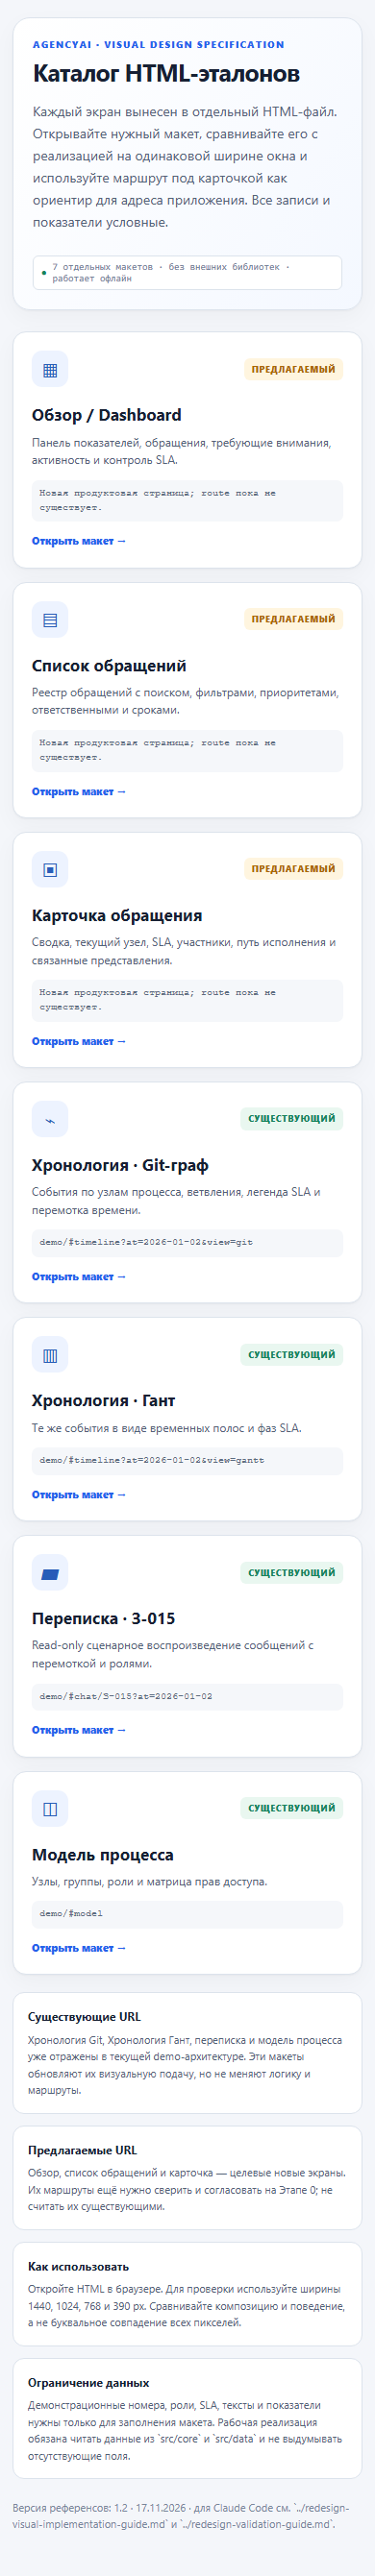 AGENCYAI · VISUAL DESIGN SPECIFICATION
Каталог HTML-эталонов
Каждый экран вынесен в отдельный HTML-файл.
Открывайте нужный макет, сравнивайте его с
реализацией на одинаковой ширине окна и
используйте маршрут под карточкой как
ориентир для адреса приложения. Все записи и
показатели условные.
7 отдельных макетов · без внешних библиотек ·
работает офлайн
ПРЕДЛАГАЕМЫЙ
Обзор / Dashboard
Панель показателей, обращения, требующие внимания,
активность и контроль SLA.
Новая продуктовая страница; route пока не
существует.
Открыть макет →
ПРЕДЛАГАЕМЫЙ
Список обращений
Реестр обращений с поиском, фильтрами, приоритетами,
ответственными и сроками.
Новая продуктовая страница; route пока не
существует.
Открыть макет →
ПРЕДЛАГАЕМЫЙ
Карточка обращения
Сводка, текущий узел, SLA, участники, путь исполнения и
связанные представления.
Новая продуктовая страница; route пока не
существует.
Открыть макет →
СУЩЕСТВУЮЩИЙ
Хронология · Git-граф
События по узлам процесса, ветвления, легенда SLA и
перемотка времени.
demo/#timeline?at=2026-01-02&view=git
Открыть макет →
СУЩЕСТВУЮЩИЙ
Хронология · Гант
Те же события в виде временных полос и фаз SLA.
demo/#timeline?at=2026-01-02&view=gantt
Открыть макет →
СУЩЕСТВУЮЩИЙ
Переписка · З-015
Read-only сценарное воспроизведение сообщений с
перемоткой и ролями.
demo/#chat/З-015?at=2026-01-02
Открыть макет →
СУЩЕСТВУЮЩИЙ
Модель процесса
Узлы, группы, роли и матрица прав доступа.
demo/#model
Открыть макет →
Существующие URL
Хронология Git, Хронология Гант, переписка и модель процесса
уже отражены в текущей demo-архитектуре. Эти макеты
обновляют их визуальную подачу, но не меняют логику и
маршруты.
Предлагаемые URL
Обзор, список обращений и карточка — целевые новые экраны.
Их маршруты ещё нужно сверить и согласовать на Этапе 0; не
считать их существующими.
Как использовать
Откройте HTML в браузере. Для проверки используйте ширины
1440, 1024, 768 и 390 px. Сравнивайте композицию и поведение,
а не буквальное совпадение всех пикселей.
Ограничение данных
Демонстрационные номера, роли, SLA, тексты и показатели
нужны только для заполнения макета. Рабочая реализация
обязана читать данные из `src/core` и `src/data` и не выдумывать
отсутствующие поля.
Версия референсов: 1.2 · 17.11.2026 · для Claude Code см. `../redesign-
visual-implementation-guide.md` и `../redesign-validation-guide.md`.